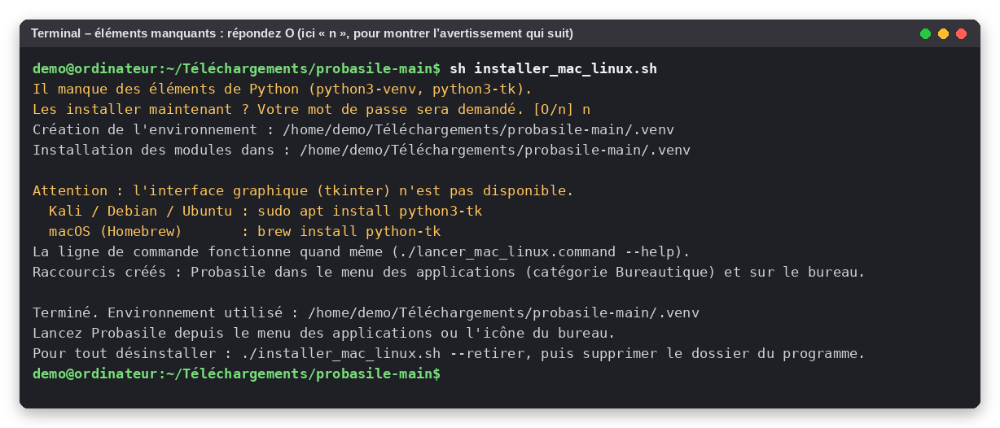 Terminal – éléments manquants : répondez O (ici « n », pour montrer l’avertissement qui suit)
demo@ordinateur:~/Téléchargements/probasile-main$ sh installer_mac_linux.sh
Il manque des éléments de Python (python3-venv, python3-tk).
Les installer maintenant ? Votre mot de passe sera demandé. [O/n] n
Création de l'environnement : /home/demo/Téléchargements/probasile-main/.venv
Installation des modules dans : /home/demo/Téléchargements/probasile-main/.venv
Attention : l'interface graphique (tkinter) n'est pas disponible.
  Kali / Debian / Ubuntu : sudo apt install python3-tk
  macOS (Homebrew)       : brew install python-tk
La ligne de commande fonctionne quand même (./lancer_mac_linux.command --help).
Raccourcis créés : Probasile dans le menu des applications (catégorie Bureautique) et sur le bureau.
Terminé. Environnement utilisé : /home/demo/Téléchargements/probasile-main/.venv
Lancez Probasile depuis le menu des applications ou l'icône du bureau.
Pour tout désinstaller : ./installer_mac_linux.sh --retirer, puis supprimer le dossier du programme.
demo@ordinateur:~/Téléchargements/probasile-main$